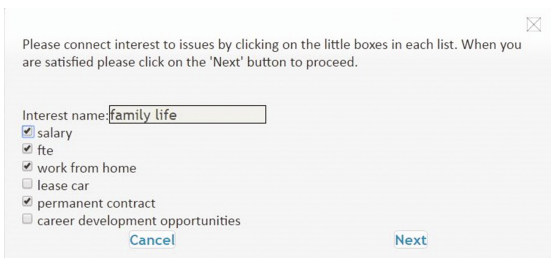 Please connect interest to issues by clicking on the little boxes in each list. When you
are satisfied please click on the 'Next' button to proceed.
Interest name: family life
salary
fte
work from home
lease car
permanent contract
career development opportunities
Cancel Next